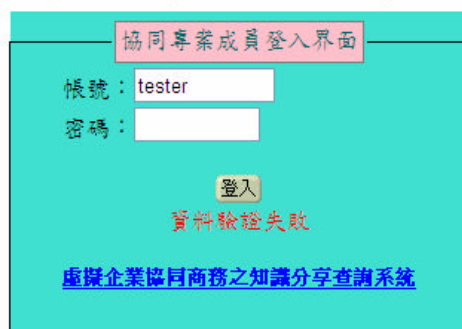 協同專案成員登入界面
帳號：tester
密碼：
登入
資料驗證失敗
虛擬企業協同商務之知識分享查詢系統